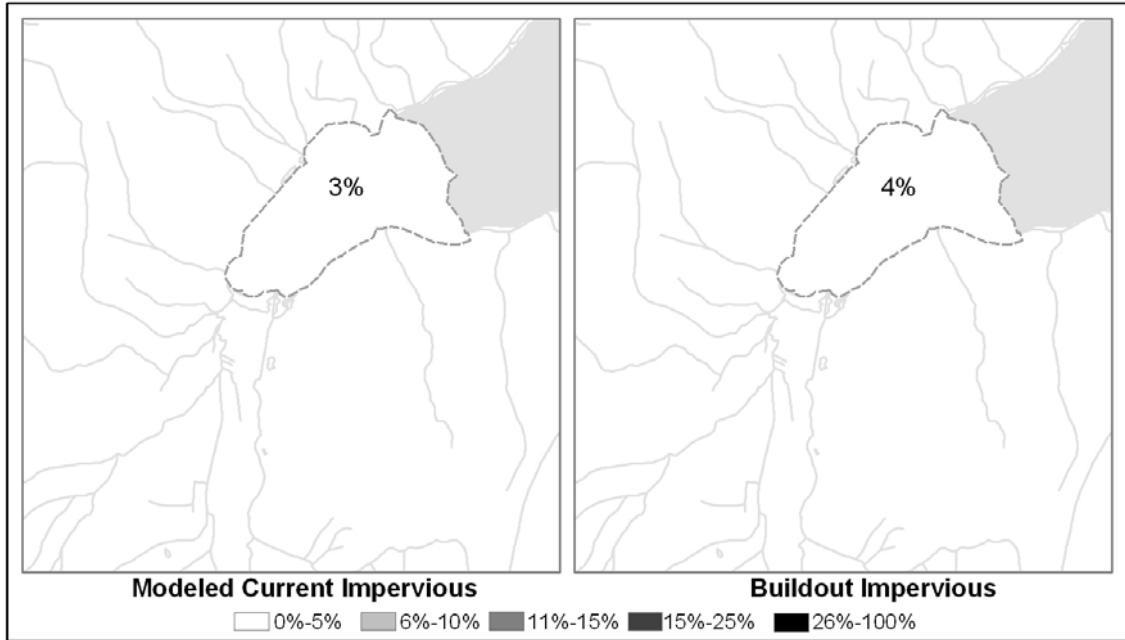 3%
4%
Modeled Current Impervious
Buildout Impervious
0%-5% 6%-10% 11%-15% 15%-25% 26%-100%